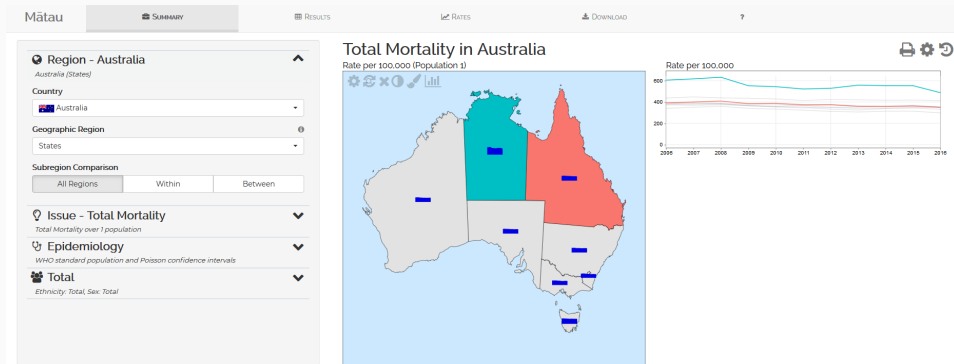 Mātau
Summary
Results
Rates
Download
?
Region - Australia
Australia (States)
Country
Australia
Geographic Region
States
Subregion Comparison
All Regions Within Between
Issue - Total Mortality
Total Mortality over 1 population
Epidemiology
WHO standard population and Poisson confidence intervals
Total
Ethnicity: Total, Sex: Total
Total Mortality in Australia
Rate per 100.000 (Population 1)
Rate per 100.000
600
400
200
0
2006 2007 2008 2009 2010 2011 2012 2013 2014 2015 2016